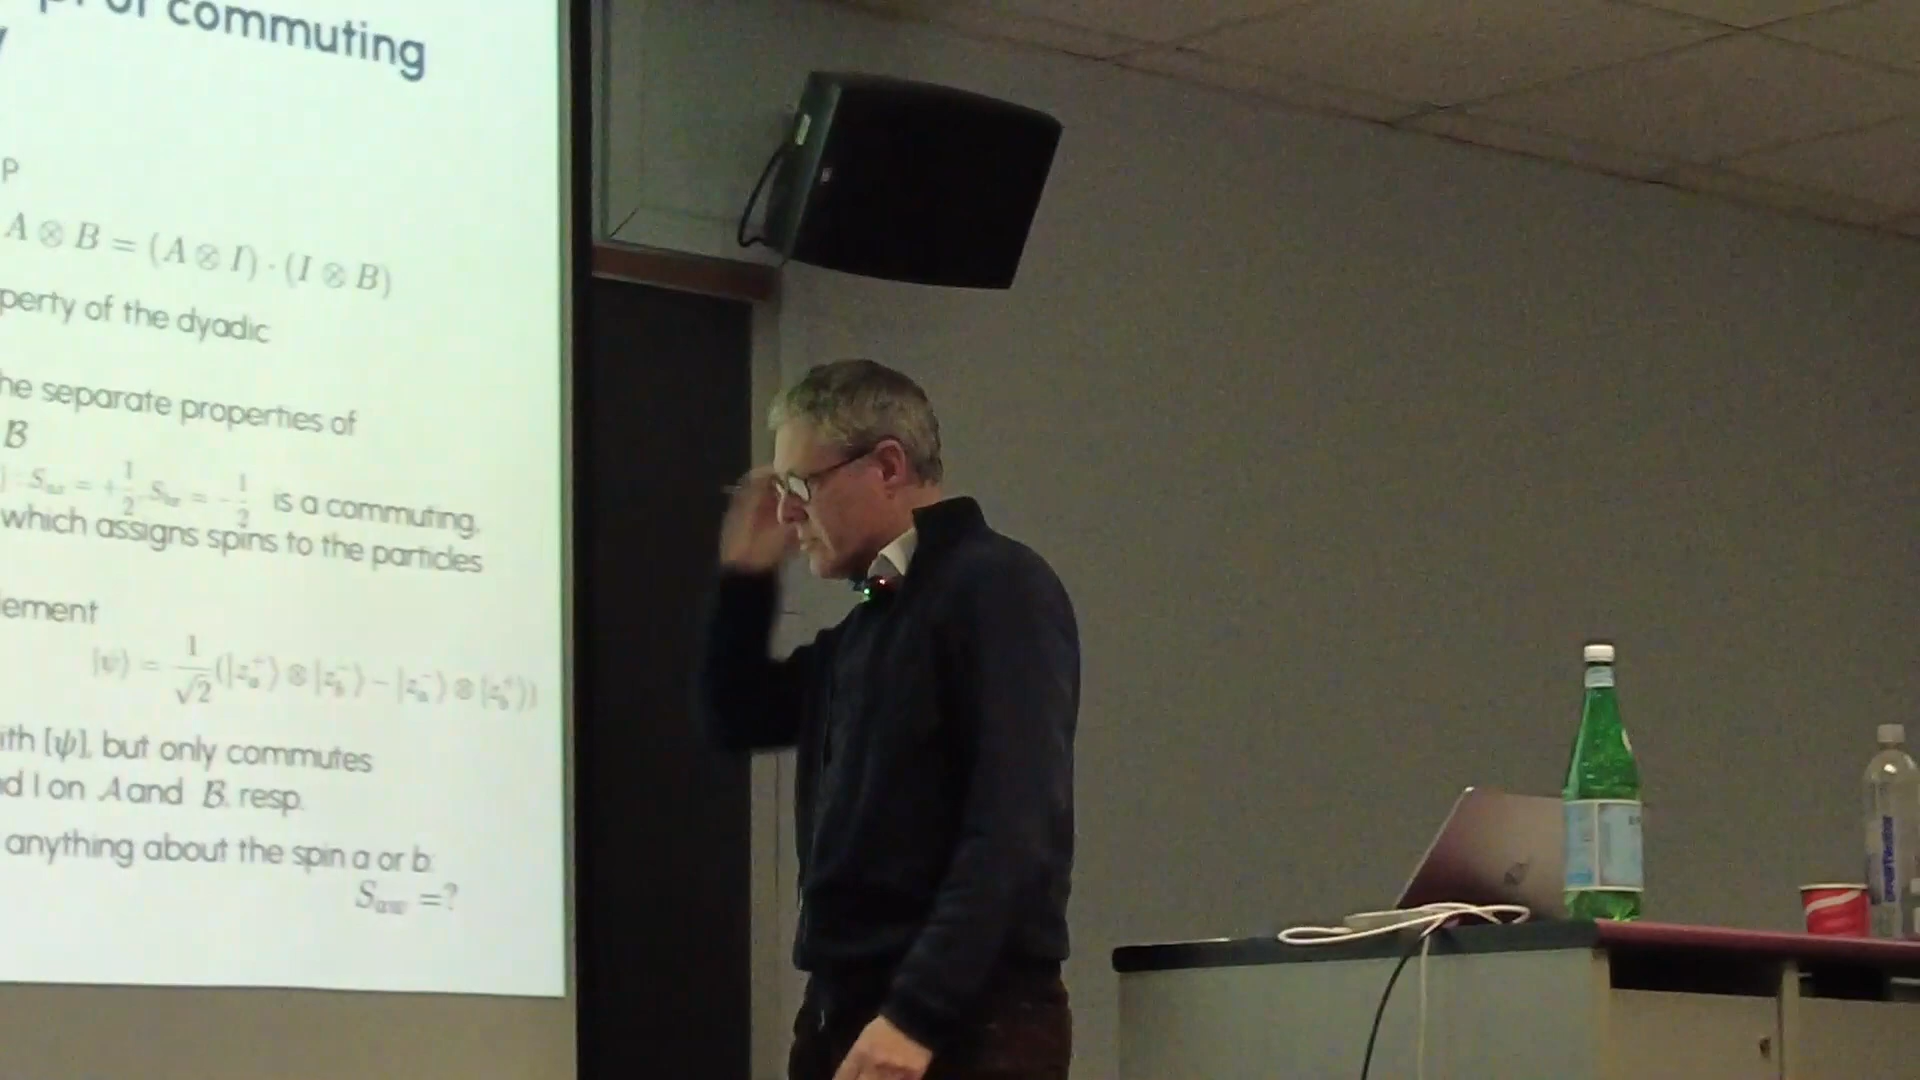 of commuting
P
A ⊗ B = (A ⊗ I) · (I ⊗ B)
perty of the dyadic
he separate properties of
B
] : S_az = +1/2, S_bz = -1/2 is a commuting,
which assigns spins to the particles
lement
|ψ⟩ = 1/√2 (|z_a^+⟩ ⊗ |z_b^-⟩ − |z_a^-⟩ ⊗ |z_b^+⟩)
ith [ψ], but only commutes
d I on A and B, resp.
anything about the spin a or b:
S_aw =?
smartwater